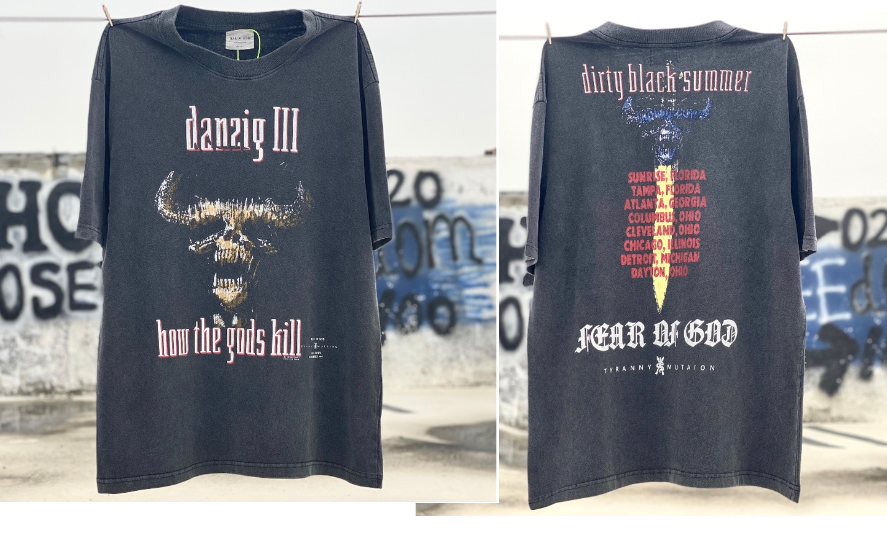 danzig III
how the gods kill
dirty black summer
SUNRISE, FLORIDA
TAMPA, FLORIDA
ATLANTA, GEORGIA
COLUMBUS, OHIO
CLEVELAND, OHIO
CHICAGO, ILLINOIS
DETROIT, MICHIGAN
DAYTON, OHIO
FEAR OF GOD
TYRANNY MUTATION